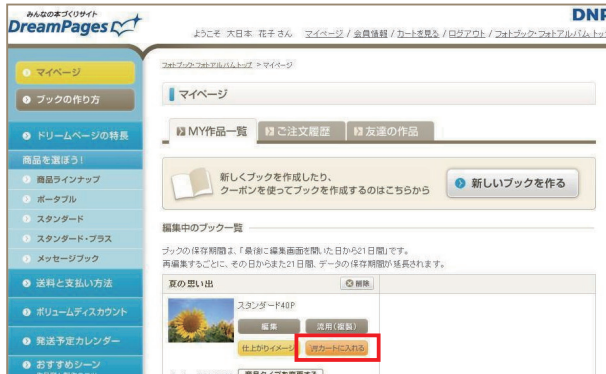 みんなの本づくりサイト
DreamPages
DNP
ようこそ 大日本 花子さん マイページ / 会員情報 / カートを見る / ログアウト / フォトブック・フォトアルバムトップ
マイページ
ブックの作り方
ドリームページの特長
商品を選ぼう!
商品ラインナップ
ポータブル
スタンダード
スタンダード・プラス
メッセージブック
送料と支払い方法
ボリュームディスカウント
発送予定カレンダー
おすすめシーン
フォトブック・フォトアルバムトップ > マイページ
マイページ
MY作品一覧
ご注文履歴
友達の作品
新しくブックを作成したり、
クーポンを使ってブックを作成するのはこちらから
新しいブックを作る
編集中のブック一覧
ブックの保存期間は、「最後に編集画面を開いた日から21日間」です。
再編集するごとに、その日からまた21日間、データの保存期間が延長されます。
夏の思い出
削除
スタンダード40P
編集
流用(複製)
仕上がりイメージ
カートに入れる
商品タイプを変更する